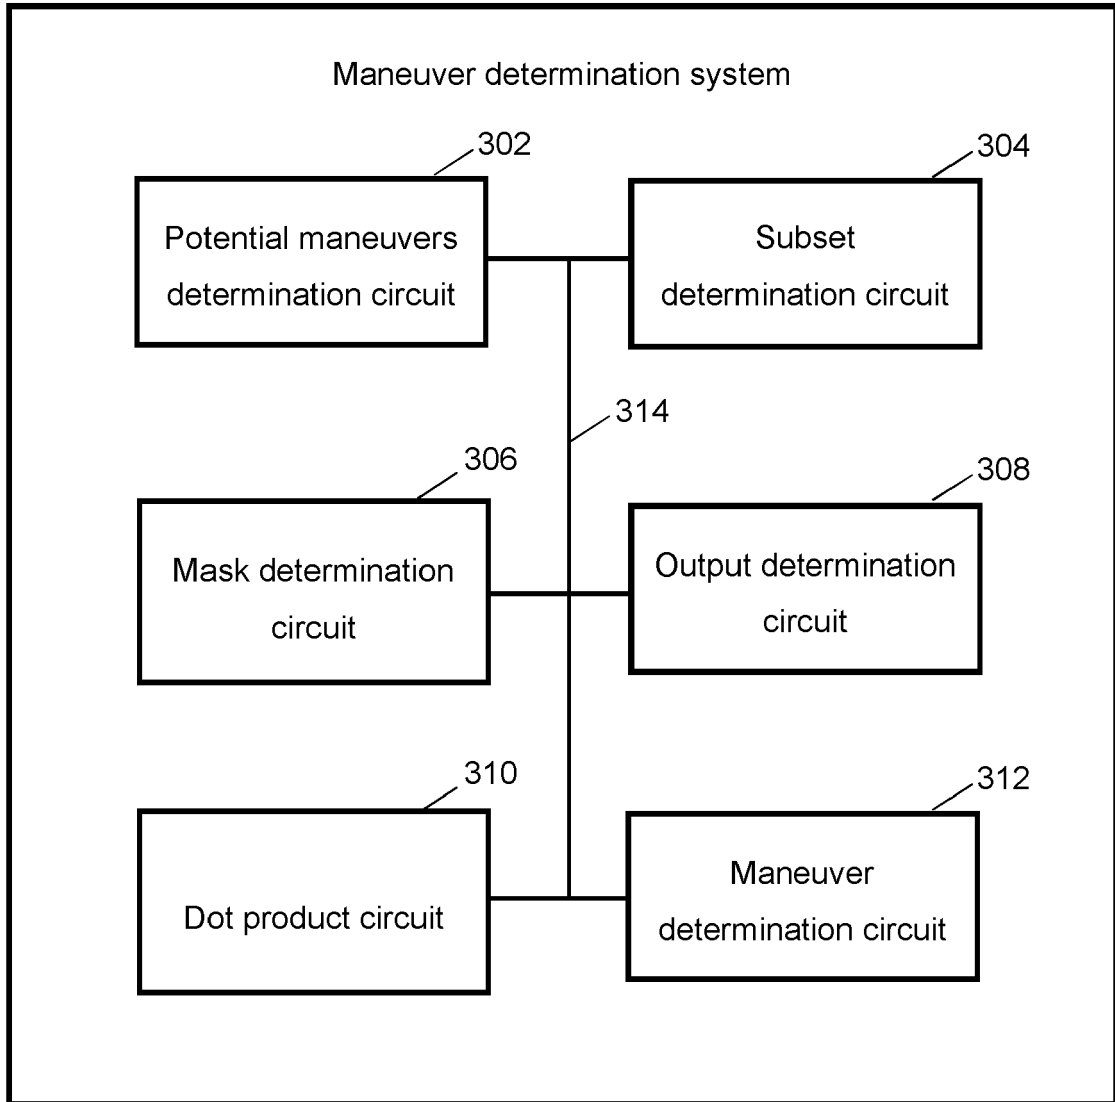 Maneuver determination system
302
304
Potential maneuvers
determination circuit
Subset
determination circuit
314
306
308
Mask determination
circuit
Output determination
circuit
310
312
Dot product circuit
Maneuver
determination circuit